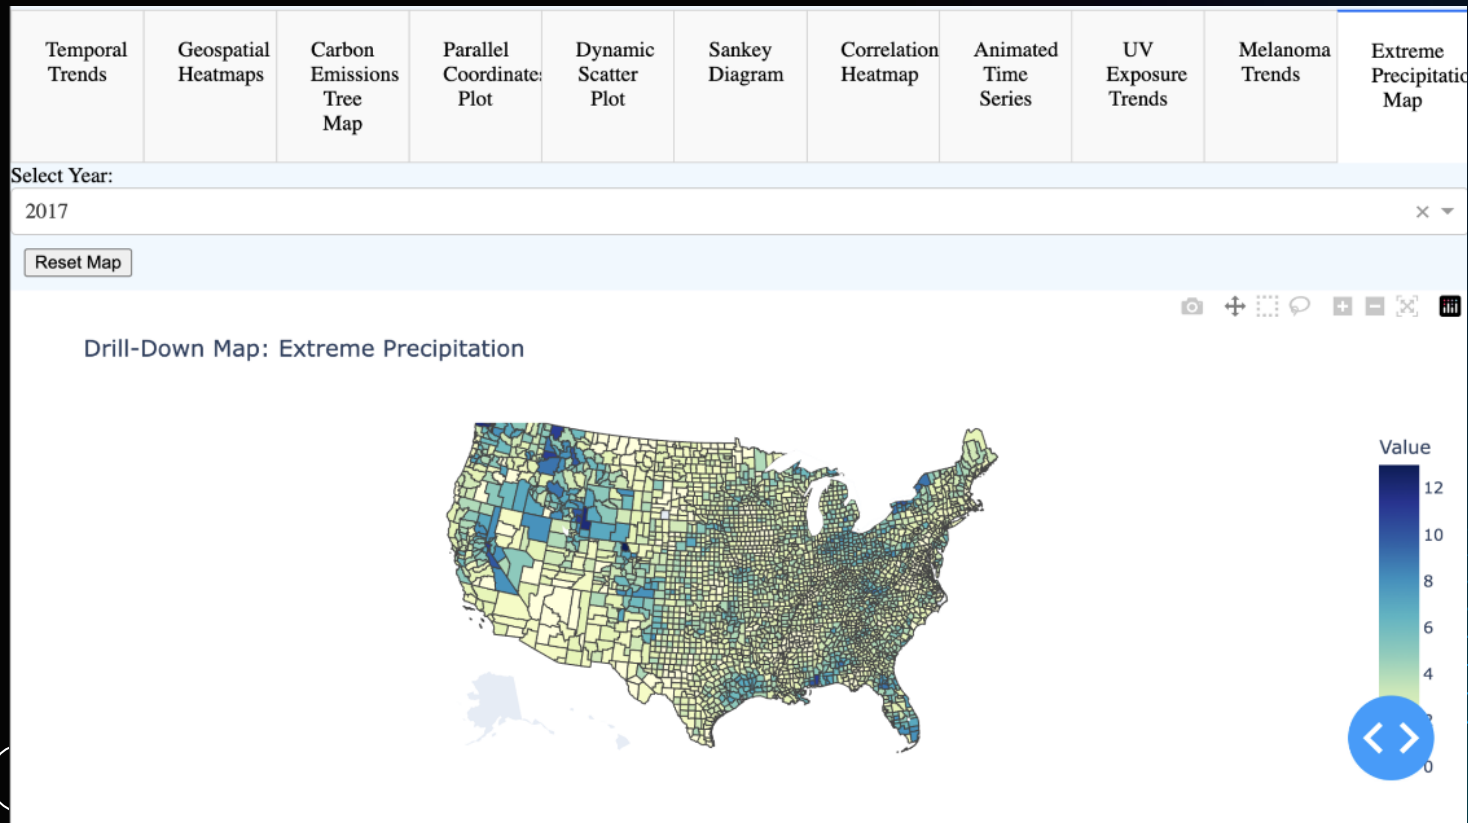 Temporal
Trends
Geospatial
Heatmaps
Carbon
Emissions
Tree
Map
Parallel
Coordinates
Plot
Dynamic
Scatter
Plot
Sankey
Diagram
Correlation
Heatmap
Animated
Time
Series
UV
Exposure
Trends
Melanoma
Trends
Extreme
Precipitatio
Map
Select Year:
2017
Reset Map
Drill-Down Map: Extreme Precipitation
Value
12
10
8
6
4
2
0